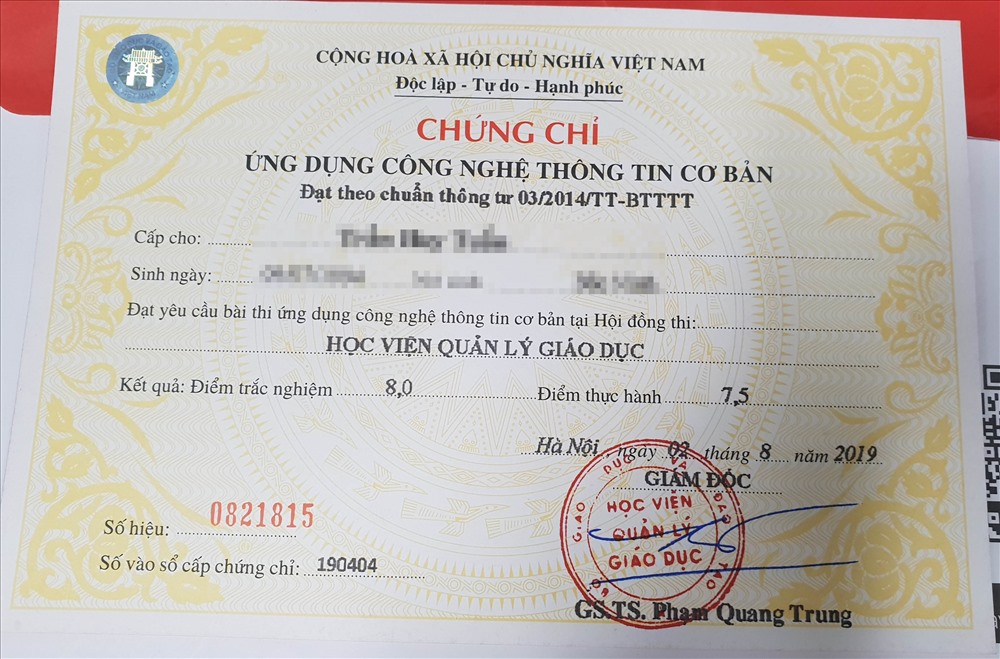 CỘNG HOÀ XÃ HỘI CHỦ NGHĨA VIỆT NAM
Độc lập - Tự do - Hạnh phúc
CHỨNG CHỈ
ỨNG DỤNG CÔNG NGHỆ THÔNG TIN CƠ BẢN
Đạt theo chuẩn thông tư 03/2014/TT-BTTTT
Cấp cho:
Sinh ngày:
Đạt yêu cầu bài thi ứng dụng công nghệ thông tin cơ bản tại Hội đồng thi:
HỌC VIỆN QUẢN LÝ GIÁO DỤC
Kết quả: Điểm trắc nghiệm 8,0 Điểm thực hành 7,5
Hà Nội, ngày 02 tháng 8 năm 2019
GIÁM ĐỐC
GIÁO DỤC VÀ ĐÀO TẠO
HỌC VIỆN
QUẢN LÝ
GIÁO DỤC
Số hiệu: 0821815
Số vào sổ cấp chứng chỉ: 190404
GS.TS. Phạm Quang Trung